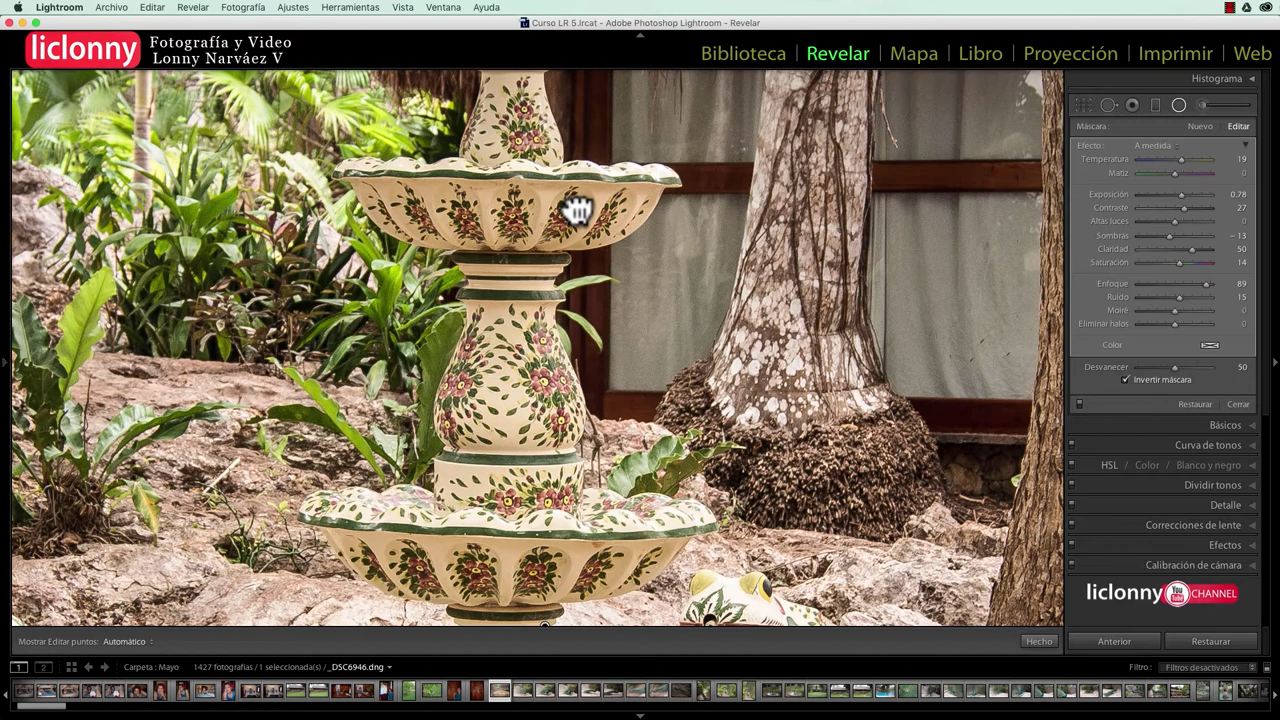 Lightroom Archivo Editar Revelar Fotografía Ajustes Herramientas Vista Ventana Ayuda
Curso LR 5.lrcat - Adobe Photoshop Lightroom - Revelar
liclonny Fotografía y Video
Lonny Narváez V
Biblioteca | Revelar | Mapa | Libro | Proyección | Imprimir | Web
Histograma
Máscara : Nuevo Editar
Efecto : A medida
Temperatura 19
Matiz 0
Exposición 0.78
Contraste 27
Altas luces 0
Sombras – 13
Claridad 50
Saturación 14
Enfoque 89
Ruido 15
Moiré 0
Eliminar halos 0
Color
Desvanecer 50
Invertir máscara
Restaurar Cerrar
Básicos
Curva de tonos
HSL / Color / Blanco y negro
Dividir tonos
Detalle
Correcciones de lente
Efectos
Calibración de cámara
liclonny You Tube CHANNEL
Mostrar Editar puntos: Automático
Hecho
Anterior Restaurar
1 2 Carpeta : Mayo 1427 fotografías / 1 seleccionada(s) / _DSC6946.dng
Filtro : Filtros desactivados